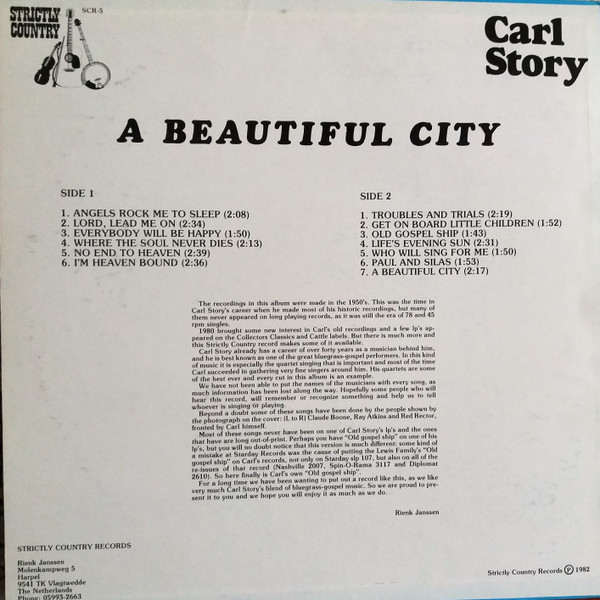 STRICTLY
COUNTRY
SCR-5
Carl
Story
A BEAUTIFUL CITY
SIDE 1
1. ANGELS ROCK ME TO SLEEP (2:08)
2. LORD, LEAD ME ON (2:34)
3. EVERYBODY WILL BE HAPPY (1:50)
4. WHERE THE SOUL NEVER DIES (2:13)
5. NO END TO HEAVEN (2:39)
6. I'M HEAVEN BOUND (2:36)
SIDE 2
1. TROUBLES AND TRIALS (2:19)
2. GET ON BOARD LITTLE CHILDREN (1:52)
3. OLD GOSPEL SHIP (1:43)
4. LIFE'S EVENING SUN (2:31)
5. WHO WILL SING FOR ME (1:50)
6. PAUL AND SILAS (1:53)
7. A BEAUTIFUL CITY (2:17)
The recordings in this album were made in the 1950's. This was the time in
Carl Story's career when he made most of his historic recordings, but many of
them never appeared on long playing records, as it was still the era of 78 and 45
rpm singles.
1980 brought some new interest in Carl's old recordings and a few lp's ap-
peared on the Collectors Classics and Cattle labels. But there is much more and
this Strictly Country record makes some of it available.
Carl Story already has a career of over forty years as a musician behind him,
and he is best known as one of the great bluegrass-gospel performers. In this kind
of music it is especially the quartet singing that is important and most of the time
Carl succeeded in gathering very fine singers around him. His quartets are some
of the best ever and every cut in this album is an example.
We have not been able to put the names of the musicians with every song, as
much information has been lost along the way. Hopefully some people who will
hear this record, will remember or recognize something and help us to tell
whoever is singing or playing.
Beyond a doubt some of these songs have been done by the people shown by
the photograph on the cover: (L to R) Claude Boone, Ray Atkins and Red Rector,
fronted by Carl himself.
Most of these songs never have been on one of Carl Story's lp's and the ones
that have are long out-of-print. Perhaps you have "Old gospel ship" on one of his
lp's, but you will no doubt notice that this version is much different: some kind of
a mistake at Starday Records was the cause of putting the Lewis Family's "Old
gospel ship" on Carl's records, not only on Starday slp 107, but also on all of the
re-issues of that record (Nashville 2007, Spin-O-Rama 3117 and Diplomat
2610). So here finally is Carl's own "Old gospel ship".
For a long time we have been wanting to put out a record like this, as we like
very much Carl Story's blend of bluegrass-gospel music. So we are proud to pre-
sent it to you and we hope you will enjoy it as much as we do.
Rienk Janssen
STRICTLY COUNTRY RECORDS
Rienk Janssen
Molenkampweg 5
Harpel
9541 TK Vlagtwedde
The Netherlands
Phone: 05993-2663
Strictly Country Records Ⓟ 1982